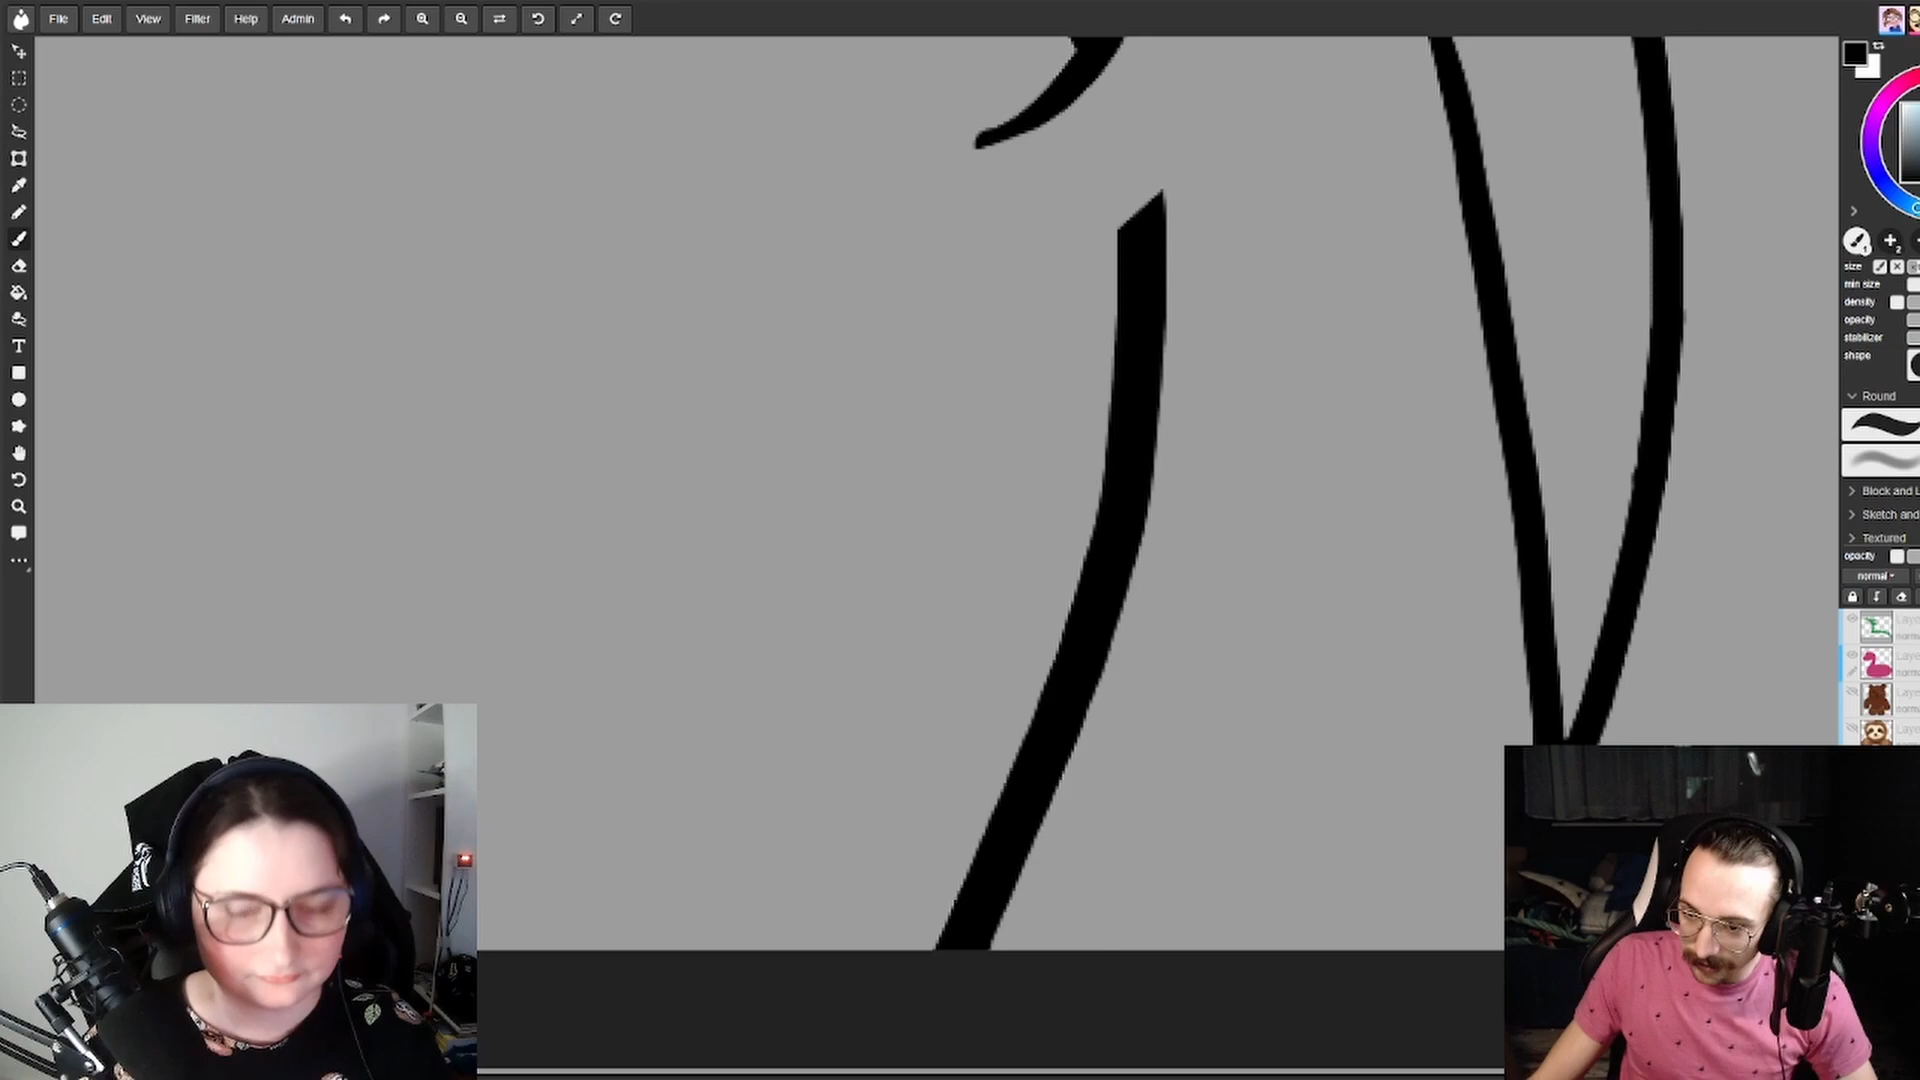 File Edit View Filter Help Admin
size
min size
density
opacity
stabilizer
shape
Round
Block and L
Sketch and
Textured
opacity
normal